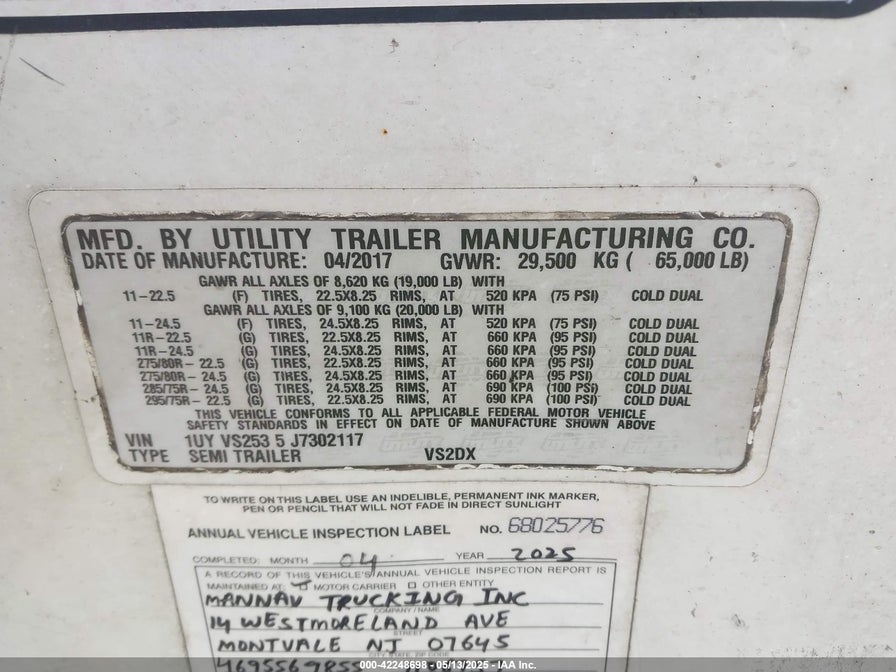 MFD. BY UTILITY TRAILER MANUFACTURING CO.
DATE OF MANUFACTURE: 04/2017 GVWR: 29,500 KG ( 65,000 LB)
GAWR ALL AXLES OF 8,620 KG (19,000 LB) WITH
11-22.5 (F) TIRES, 22.5X8.25 RIMS, AT 520 KPA (75 PSI) COLD DUAL
GAWR ALL AXLES OF 9,100 KG (20,000 LB) WITH
11-24.5 (F) TIRES, 24.5X8.25 RIMS, AT 520 KPA (75 PSI) COLD DUAL
11R-22.5 (G) TIRES, 22.5X8.25 RIMS, AT 660 KPA (95 PSI) COLD DUAL
11R-24.5 (G) TIRES, 24.5X8.25 RIMS, AT 660 KPA (95 PSI) COLD DUAL
275/80R-22.5 (G) TIRES, 22.5X8.25 RIMS, AT 660 KPA (95 PSI) COLD DUAL
275/80R-24.5 (G) TIRES, 24.5X8.25 RIMS, AT 660 KPA (95 PSI) COLD DUAL
285/75R-24.5 (G) TIRES, 24.5X8.25 RIMS, AT 690 KPA (100 PSI) COLD DUAL
295/75R-22.5 (G) TIRES, 22.5X8.25 RIMS, AT 690 KPA (100 PSI) COLD DUAL
THIS VEHICLE CONFORMS TO ALL APPLICABLE FEDERAL MOTOR VEHICLE
SAFETY STANDARDS IN EFFECT ON DATE OF MANUFACTURE SHOWN ABOVE
VIN 1UY VS253 5 J7302117
TYPE SEMI TRAILER VS2DX
TO WRITE ON THIS LABEL USE AN INDELIBLE, PERMANENT INK MARKER,
PEN OR PENCIL THAT WILL NOT FADE IN DIRECT SUNLIGHT
ANNUAL VEHICLE INSPECTION LABEL NO. 68025776
COMPLETED: MONTH 04 YEAR 2025
A RECORD OF THIS VEHICLE'S ANNUAL VEHICLE INSPECTION REPORT IS
MAINTAINED AT: MOTOR CARRIER OTHER ENTITY
MANNAV TRUCKING INC
COMPANY/NAME
14 WESTMORELAND AVE
STREET
MONTVALE NJ 07645
CITY, STATE, ZIP CODE
000-42248698 - 05/13/2025 - IAA Inc.